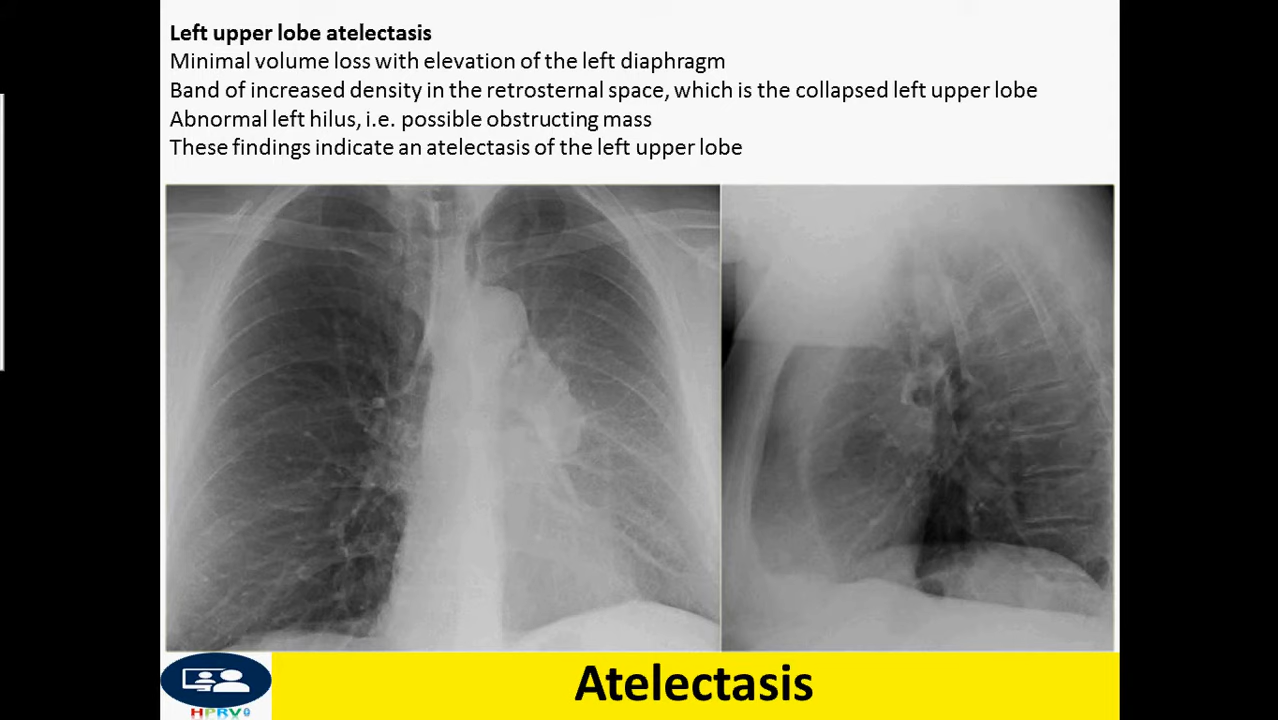 Left upper lobe atelectasis
Minimal volume loss with elevation of the left diaphragm
Band of increased density in the retrosternal space, which is the collapsed left upper lobe
Abnormal left hilus, i.e. possible obstructing mass
These findings indicate an atelectasis of the left upper lobe
Atelectasis
HPRV